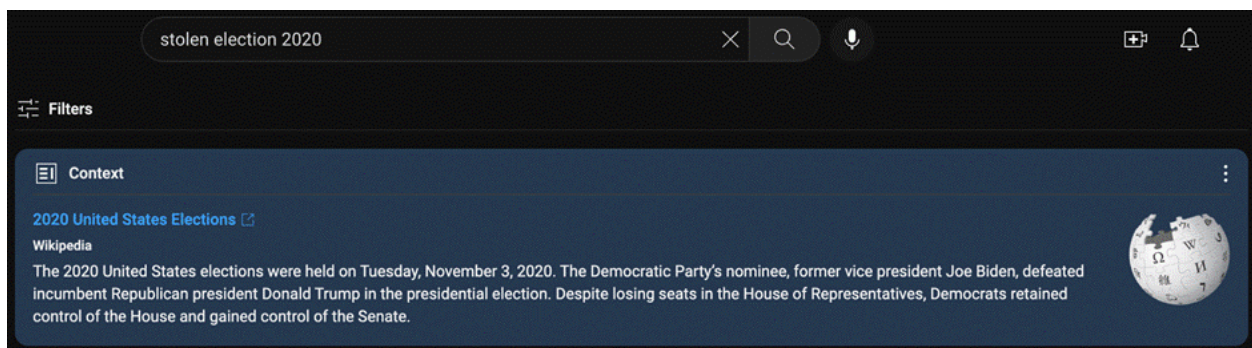 stolen election 2020
Filters
Context
2020 United States Elections
Wikipedia
The 2020 United States elections were held on Tuesday, November 3, 2020. The Democratic Party's nominee, former vice president Joe Biden, defeated
incumbent Republican president Donald Trump in the presidential election. Despite losing seats in the House of Representatives, Democrats retained
control of the House and gained control of the Senate.